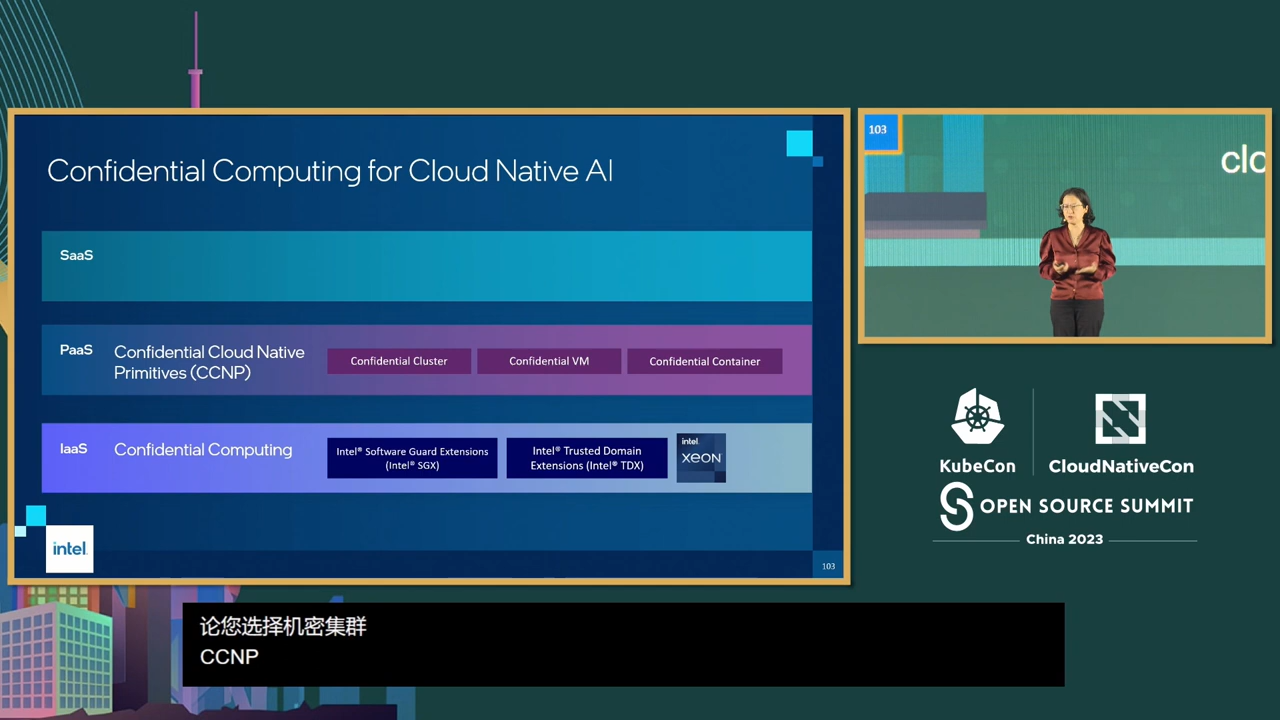 Confidential Computing for Cloud Native AI
SaaS
PaaS
Confidential Cloud Native
Primitives (CCNP)
Confidential Cluster
Confidential VM
Confidential Container
IaaS
Confidential Computing
Intel® Software Guard Extensions
(Intel® SGX)
Intel® Trusted Domain
Extensions (Intel® TDX)
intel.
xeon
intel.
103
103
clo
KubeCon
CloudNativeCon
OPEN SOURCE SUMMIT
China 2023
论您选择机密集群
CCNP